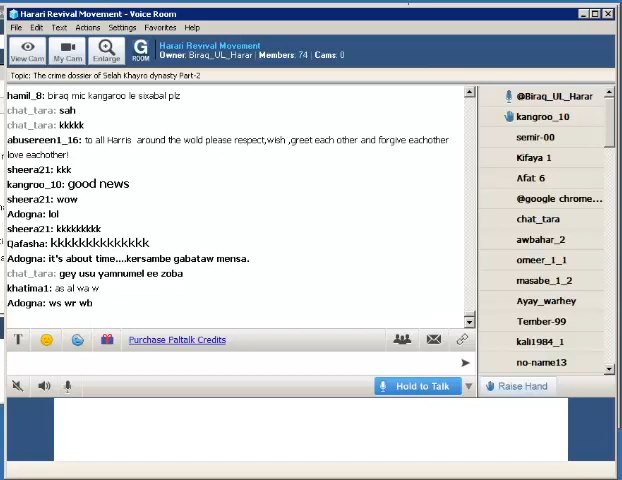 Harari Revival Movement - Voice Room
File Edit Text Actions Settings Favorites Help
View Cam My Cam Enlarge G ROOM
Harari Revival Movement
Owner: Biraq_UL_Harar | Members: 74 | Cams: 0
Topic: The crime dossier of Selah Khayro dynasty Part-2
hamil_8: biraq mic kangaroo le sixabal plz
chat_tara: sah
chat_tara: kkkkk
abusereen1_16: to all Harris around the wold please respect,wish ,greet each other and forgive eachother
love eachother!
sheera21: kkk
kangroo_10: good news
sheera21: wow
Adogna: lol
sheera21: kkkkkkkkk
Qafasha: kkkkkkkkkkkkkk
Adogna: it's about time....kersambe gabataw mensa.
chat_tara: gey usu yamnumel ee zoba
khatima1: as al wa w
Adogna: ws wr wb
@Biraq_UL_Harar
kangroo_10
semir-00
Kifaya 1
Afat 6
@google chrome...
chat_tara
awbahar_2
omeer_1_1
masabe_1_2
Ayay_warhey
Tember-99
kali1984_1
no-name13
T Purchase Paltalk Credits
Hold to Talk
Raise Hand